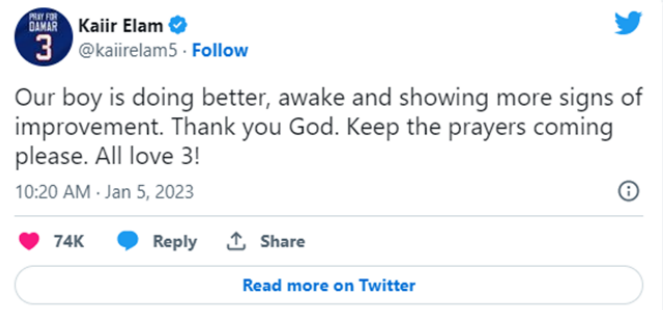 PRAY FOR
DAMAR
3
Kaiir Elam
@kaiirelam5 · Follow
Our boy is doing better, awake and showing more signs of
improvement. Thank you God. Keep the prayers coming
please. All love 3!
10:20 AM · Jan 5, 2023
74K Reply Share
Read more on Twitter